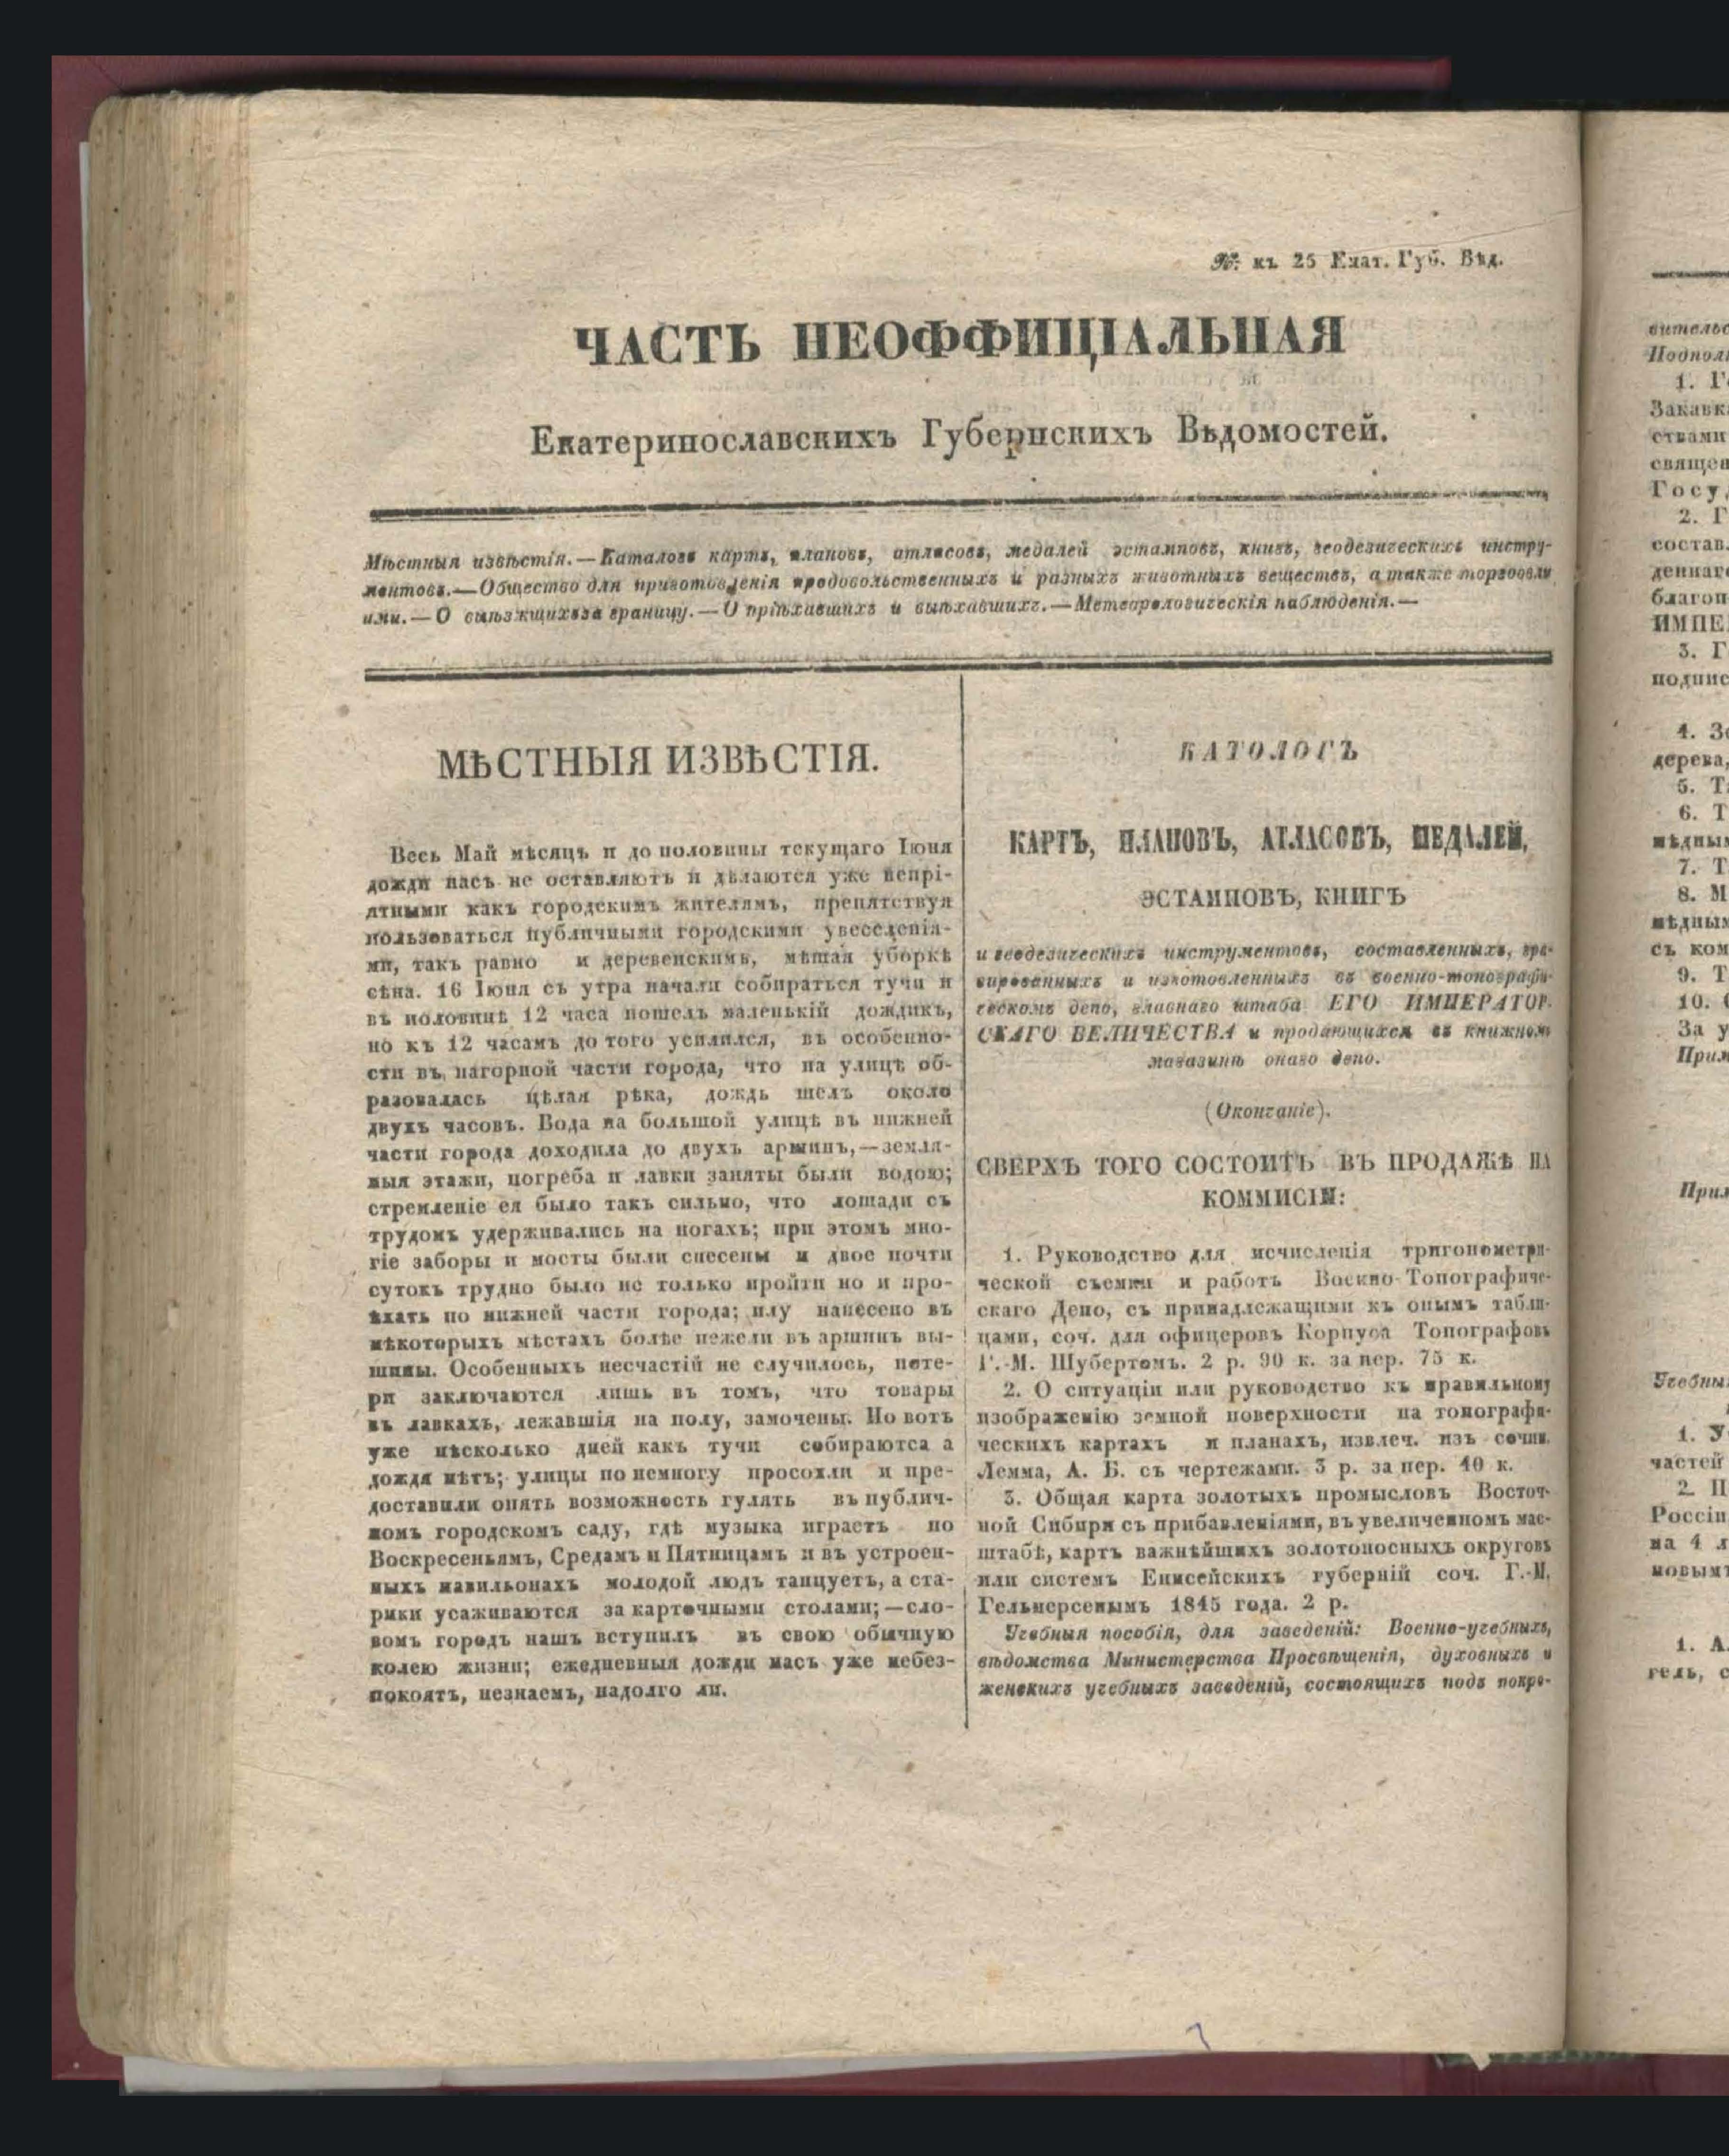 № къ 25 Екат. Губ. Вѣд.
ЧАСТЬ НЕОФФИЦІАЛЬНАЯ
Екатеринославскихъ Губернскихъ Вѣдомостей.
Мѣстныя извѣстія.—Каталогъ картъ, плановъ, атласовъ, медалей эстамповъ, книгъ, геодезическихъ инстру-
ментовъ.—Общество для приготовленія продовольственныхъ и разныхъ животныхъ веществъ, а также торговли
ими.—О выѣзжщихъза границу.—О пріѣхавшихъ и выѣхавшихъ.—Метеорологическія наблюденія.—
МѢСТНЫЯ ИЗВѢСТІЯ.
Весь Май мѣсяцъ и до половины текущаго Іюня
дожди насъ не оставляютъ и дѣлаются уже непрі-
ятными какъ городскимъ жителямъ, препятствуя
пользоваться публичными городскими увеселенія-
ми, такъ равно и деревенскимъ, мѣшая уборкѣ
сѣна. 16 Іюня съ утра начали собираться тучи и
въ половинѣ 12 часа пошелъ маленькій дождикъ,
но къ 12 часамъ до того усилился, въ особенно-
сти въ нагорной части города, что на улицѣ об-
разовалась цѣлая рѣка, дождь шелъ около
двухъ часовъ. Вода на большой улицѣ въ нижней
части города доходила до двухъ аршинъ,—земля-
ныя этажи, погреба и лавки заняты были водою;
стремленіе ея было такъ сильно, что лошади съ
трудомъ удерживались на ногахъ; при этомъ мно-
гіе заборы и мосты были снесены и двое почти
сутокъ трудно было не только пройти но и про-
ѣхать по нижней части города; илу нанесено въ
нѣкоторыхъ мѣстахъ болѣе нежели въ аршинъ вы-
шины. Особенныхъ несчастій не случилось, поте-
ри заключаются лишь въ томъ, что товары
въ лавкахъ, лежавшія на полу, замочены. Но вотъ
уже нѣсколько дней какъ тучи собираются а
дождя нѣтъ; улицы понемногу просохли и пре-
доставили опять возможность гулять въ публич-
номъ городскомъ саду, гдѣ музыка играетъ по
Воскресеньямъ, Средамъ и Пятницамъ и въ устроен-
ныхъ павильонахъ молодой людъ танцуетъ, а ста-
рики усаживаются за карточными столами;—сло-
вомъ городъ нашъ вступилъ въ свою обычную
колею жизни; ежедневныя дожди насъ уже небез-
покоятъ, незнаемъ, надолго ли.
КАТОЛОГЪ
КАРТЪ, ПЛАНОВЪ, АТЛАСОВЪ, МЕДАЛЕЙ,
ЭСТАМПОВЪ, КНИГЪ
и геодезическихъ инструментовъ, составленныхъ, гра-
вированныхъ и изготовленныхъ въ военно-топографи-
ческомъ депо, главнаго штаба ЕГО ИМПЕРАТОР-
СКАГО ВЕЛИЧЕСТВА и продающихся въ книжномъ
магазинѣ онаго депо.
(Окончаніе).
СВЕРХЪ ТОГО СОСТОИТЪ ВЪ ПРОДАЖѢ НА
КОММИСІИ:
1. Руководство для исчисленія тригонометри-
ческой съемки и работъ Военно-Топографиче-
скаго Депо, съ принадлежащими къ онымъ табли-
цами, соч. для офицеровъ Корпуса Топографовъ
Г.-М. Шубертомъ. 2 р. 90 к. за пер. 75 к.
2. О ситуаціи или руководство къ правильному
изображенію земной поверхности на топографи-
ческихъ картахъ и планахъ, извлеч. изъ сочин.
Лемма, А. Б. съ чертежами. 3 р. за пер. 40 к.
3. Общая карта золотыхъ промысловъ Восточ-
ной Сибири съ прибавленіями, въ увеличенномъ мас-
штабѣ, картъ важнѣйшихъ золотоносныхъ округовъ
или системъ Енисейскихъ губерній соч. Г.-М.
Гельмерсенымъ 1845 года. 2 р.
Учебныя пособія, для заведеній: Военно-учебныхъ,
вѣдомства Министерства Просвѣщенія, духовныхъ и
женскихъ учебныхъ заведеній, состоящихъ подъ покро-